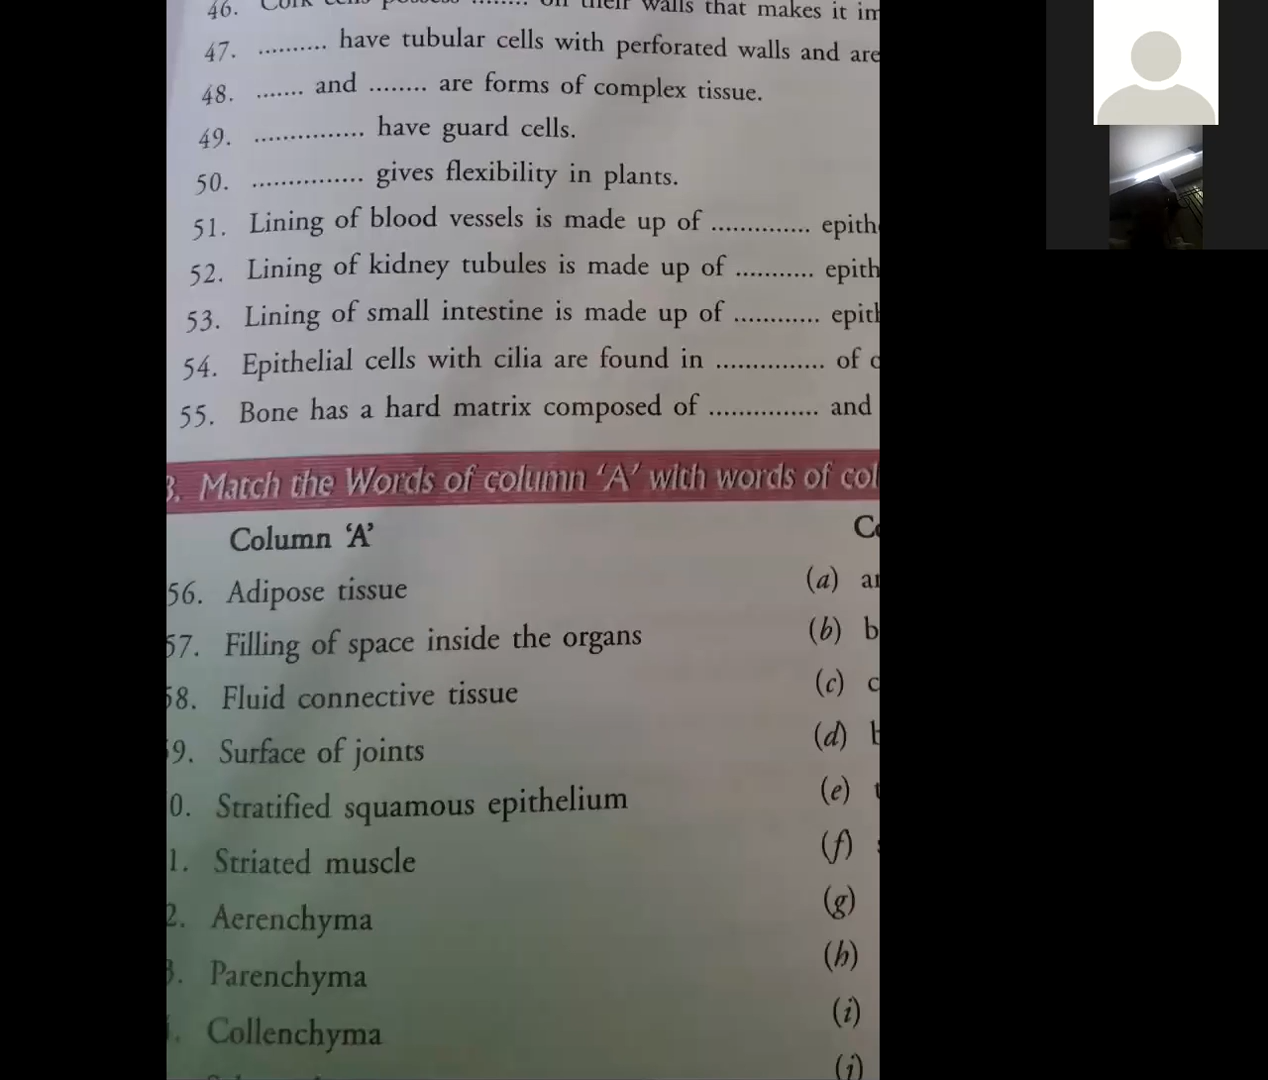 46. Cork cells possess ........ on their walls that makes it im
47. .......... have tubular cells with perforated walls and are
48. ....... and ........ are forms of complex tissue.
49. ............... have guard cells.
50. ............... gives flexibility in plants.
51. Lining of blood vessels is made up of ............. epith
52. Lining of kidney tubules is made up of ........... epith
53. Lining of small intestine is made up of ............ epith
54. Epithelial cells with cilia are found in .............. of
55. Bone has a hard matrix composed of ............... and
3. Match the Words of column 'A' with words of col
Column 'A'
56. Adipose tissue (a)
57. Filling of space inside the organs (b) b
58. Fluid connective tissue (c) c
9. Surface of joints (d)
0. Stratified squamous epithelium (e)
1. Striated muscle (f)
2. Aerenchyma (g)
3. Parenchyma (h)
. Collenchyma (i)
(j)